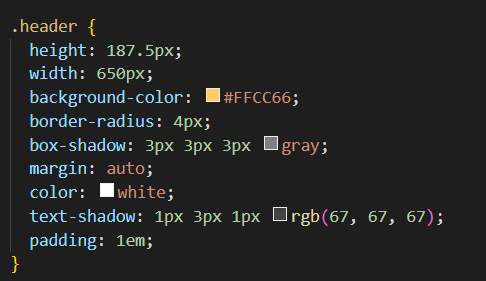 .header {
height: 187.5px;
width: 650px;
background-color: #FFCC66;
border-radius: 4px;
box-shadow: 3px 3px 3px gray;
margin: auto;
color: white;
text-shadow: 1px 3px 1px rgb(67, 67, 67);
padding: 1em;
}